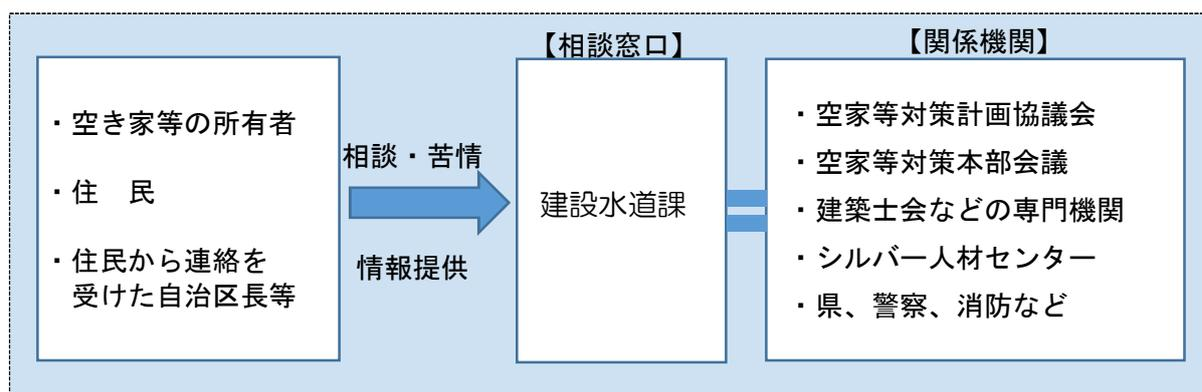 ・空き家等の所有者
・住　民
・住民から連絡を
受けた自治区長等
相談・苦情
情報提供
【相談窓口】
建設水道課
【関係機関】
・空家等対策計画協議会
・空家等対策本部会議
・建築士会などの専門機関
・シルバー人材センター
・県、警察、消防など